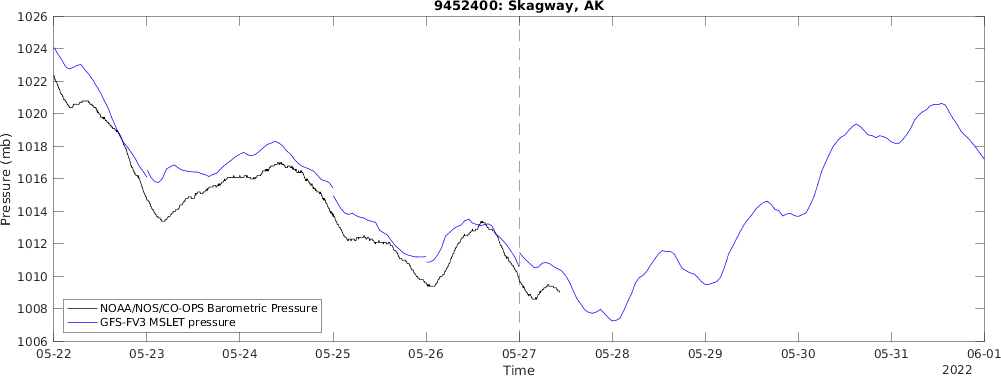 9452400: Skagway, AK
Pressure (mb)
1026
1024
1022
1020
1018
1016
1014
1012
1010
1008
1006
NOAA/NOS/CO-OPS Barometric Pressure
GFS-FV3 MSLET pressure
05-22 05-23 05-24 05-25 05-26 05-27 05-28 05-29 05-30 05-31 06-01
Time
2022